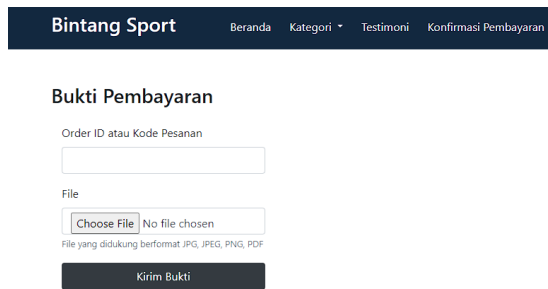 Bintang Sport Beranda Kategori Testimoni Konfirmasi Pembayaran
Bukti Pembayaran
Order ID atau Kode Pesanan
File
Choose File No file chosen
File yang didukung berformat JPG, JPEG, PNG, PDF
Kirim Bukti